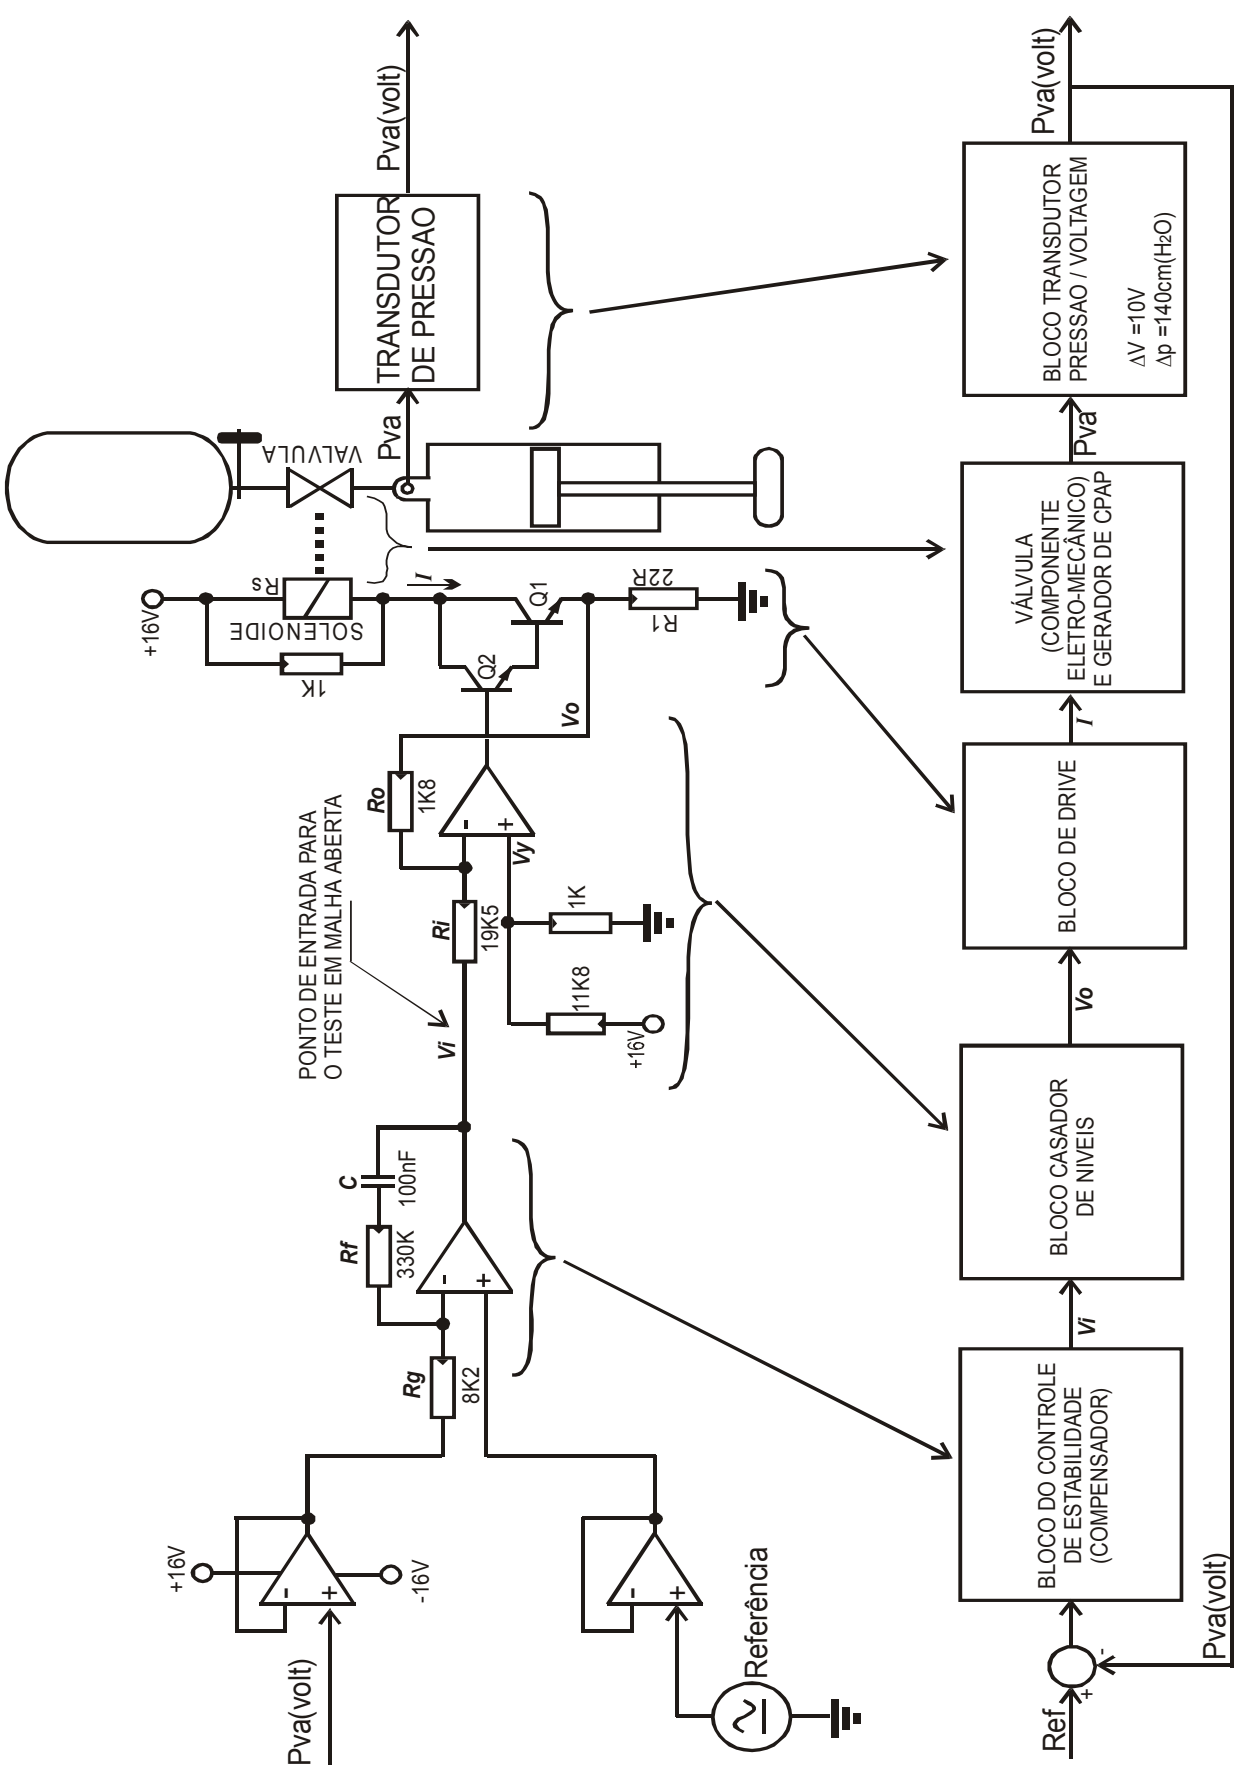 Pva(volt)
+16V
-16V
-
+
Referência
-
+
Rg
8K2
Rf
330K
C
100nF
-
+
PONTO DE ENTRADA PARA
O TESTE EM MALHA ABERTA
Vi
Ri
19K5
Ro
1K8
-
+
Vy
11K8
+16V
1K
Vo
Q2
Q1
+16V
1K
SOLENOIDE
Rs
I
R1
22R
VALVULA
Pva
TRANSDUTOR
DE PRESSAO
Pva(volt)
Ref
+
-
Pva(volt)
BLOCO DO CONTROLE
DE ESTABILIDADE
(COMPENSADOR)
Vi
BLOCO CASADOR
DE NIVEIS
Vo
BLOCO DE DRIVE
I
VÁLVULA
(COMPONENTE
ELETRO-MECÂNICO)
E GERADOR DE CPAP
Pva
BLOCO TRANSDUTOR
PRESSAO / VOLTAGEM
ΔV =10V
Δp =140cm(H2O)
Pva(volt)